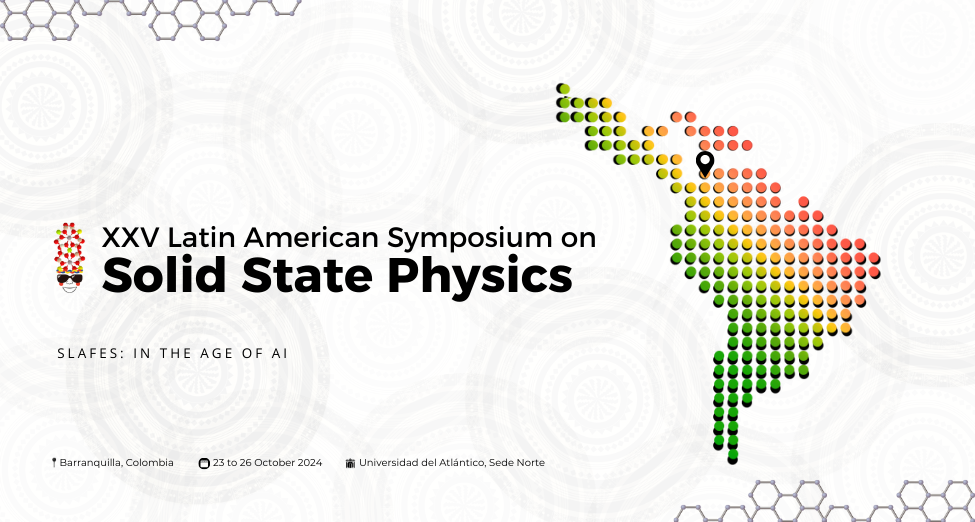 XXV Latin American Symposium on
Solid State Physics
SLAFES: IN THE AGE OF AI
Barranquilla, Colombia 23 to 26 October 2024 Universidad del Atlántico, Sede Norte